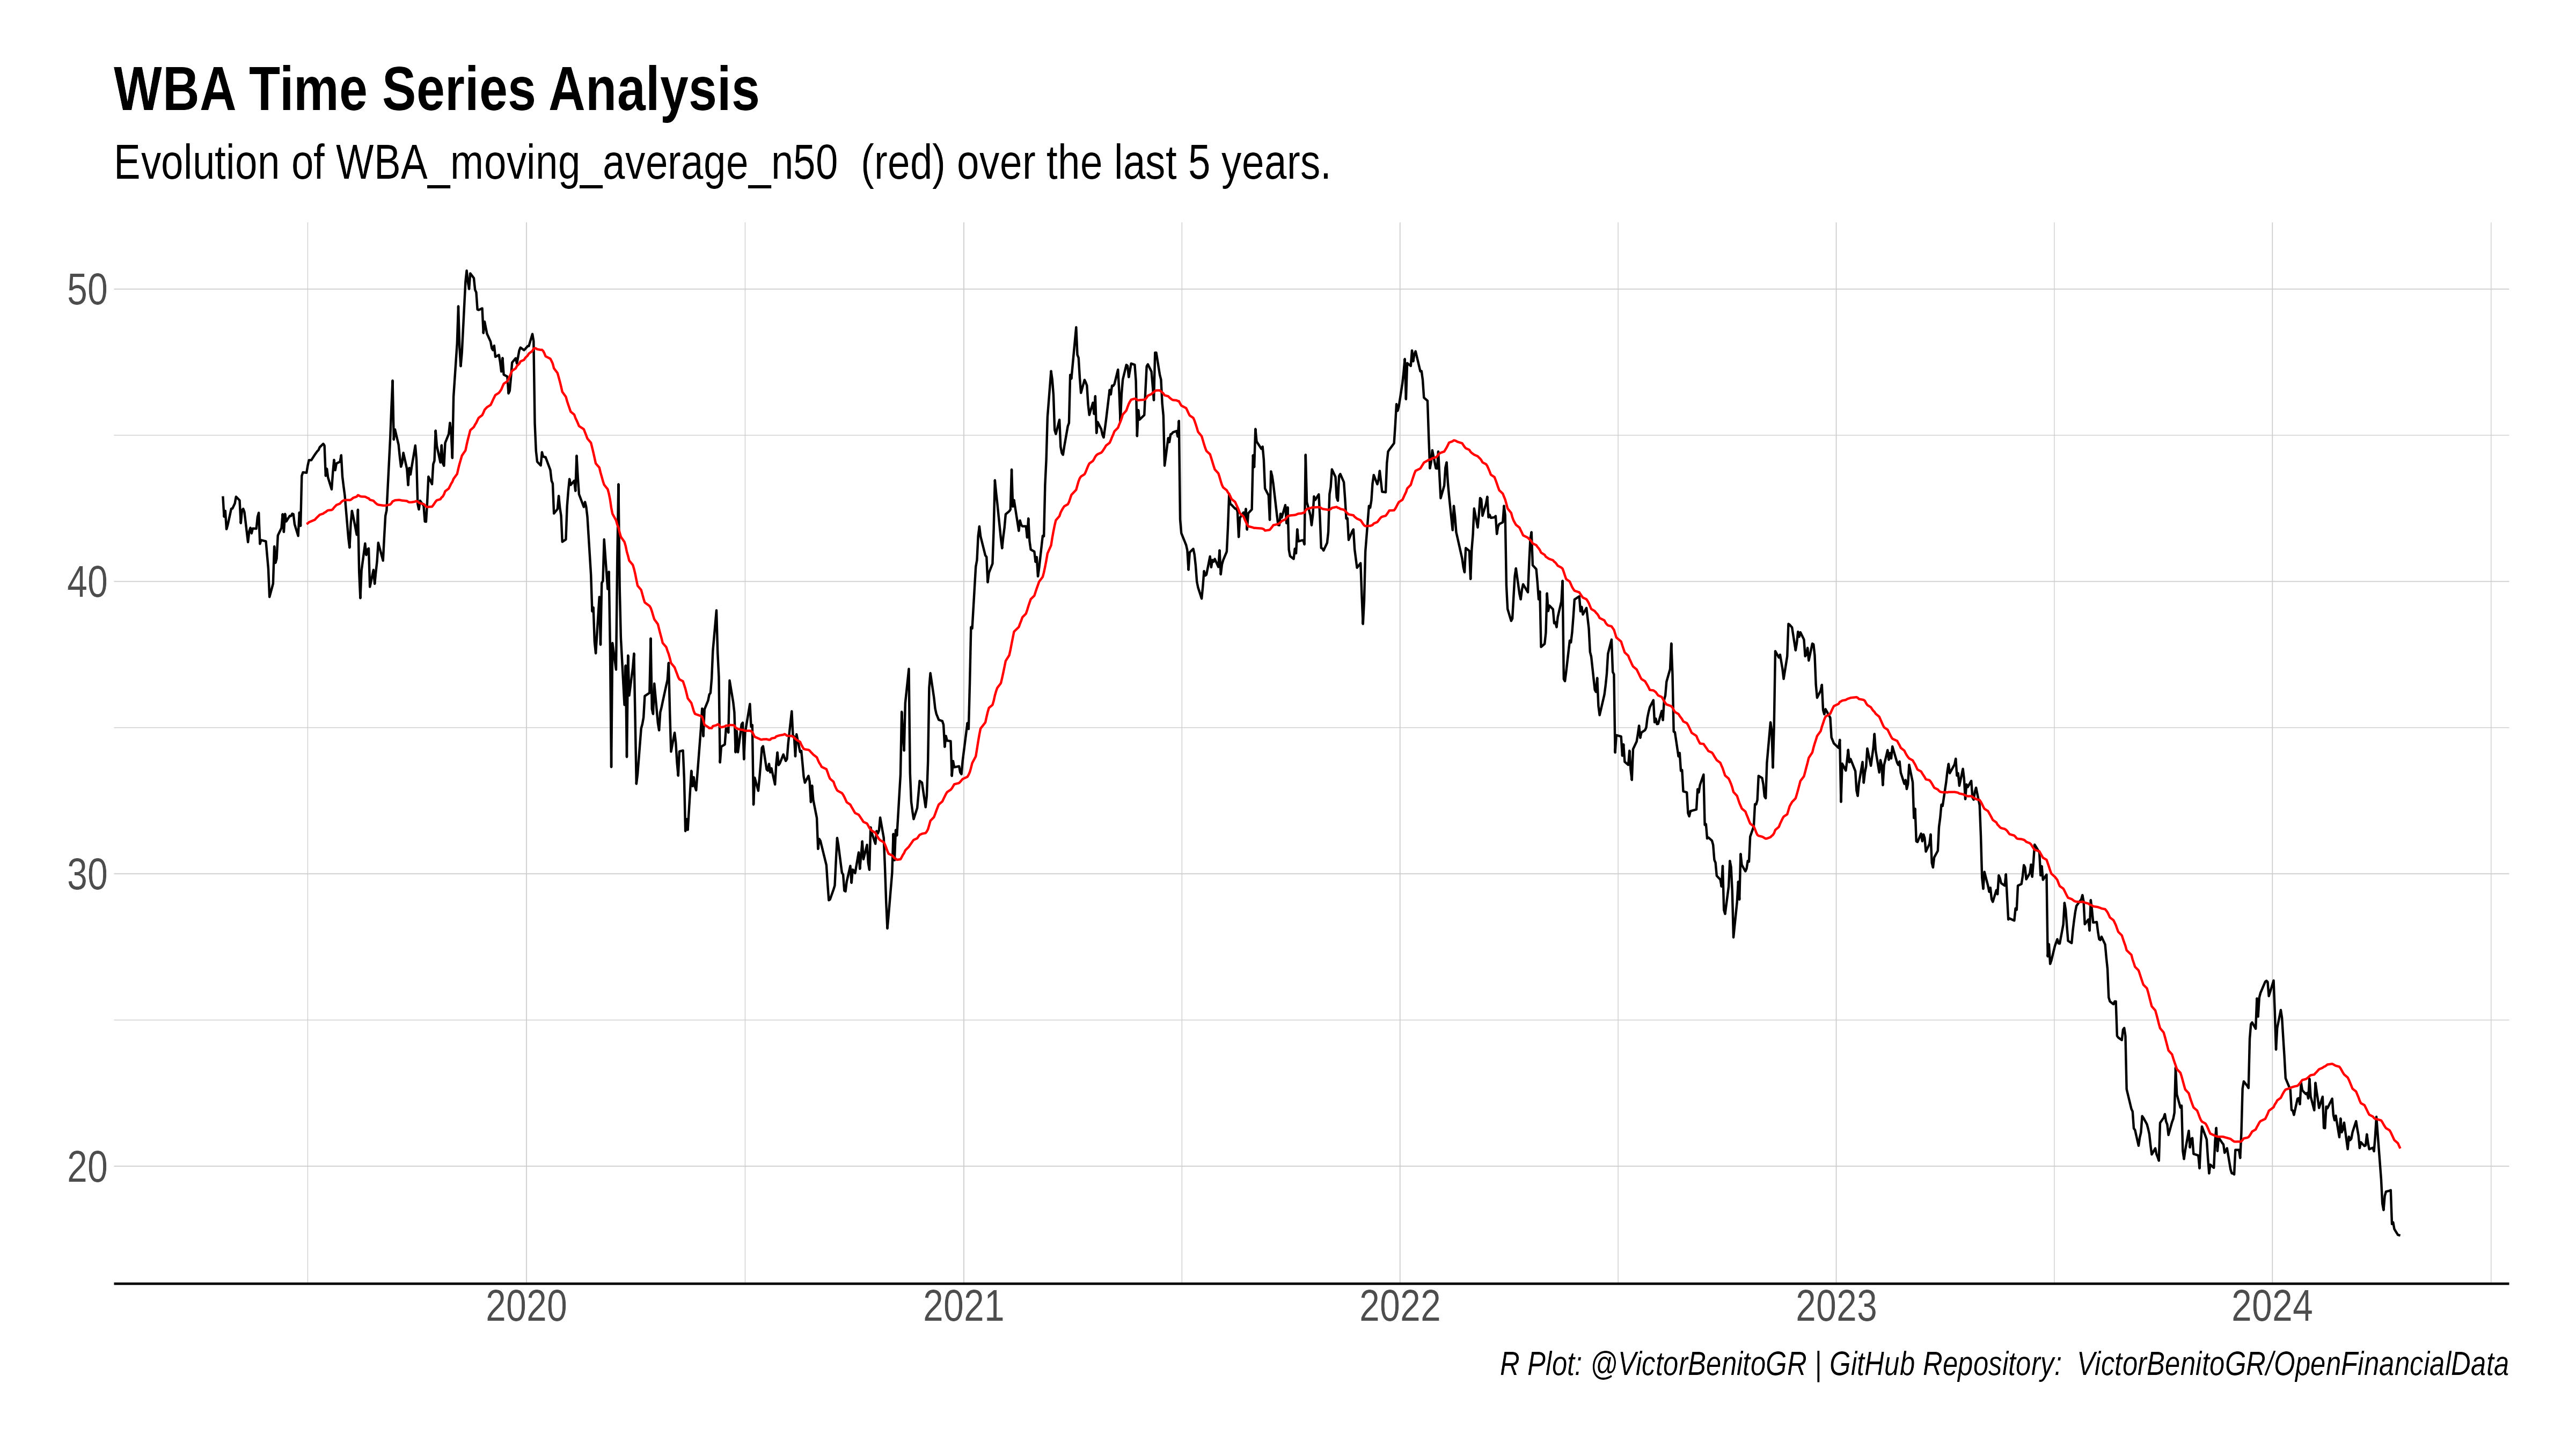 WBA Time Series Analysis
Evolution of WBA_moving_average_n50  (red) over the last 5 years.
50
40
30
20
2020 2021 2022 2023 2024
R Plot: @VictorBenitoGR | GitHub Repository:  VictorBenitoGR/OpenFinancialData